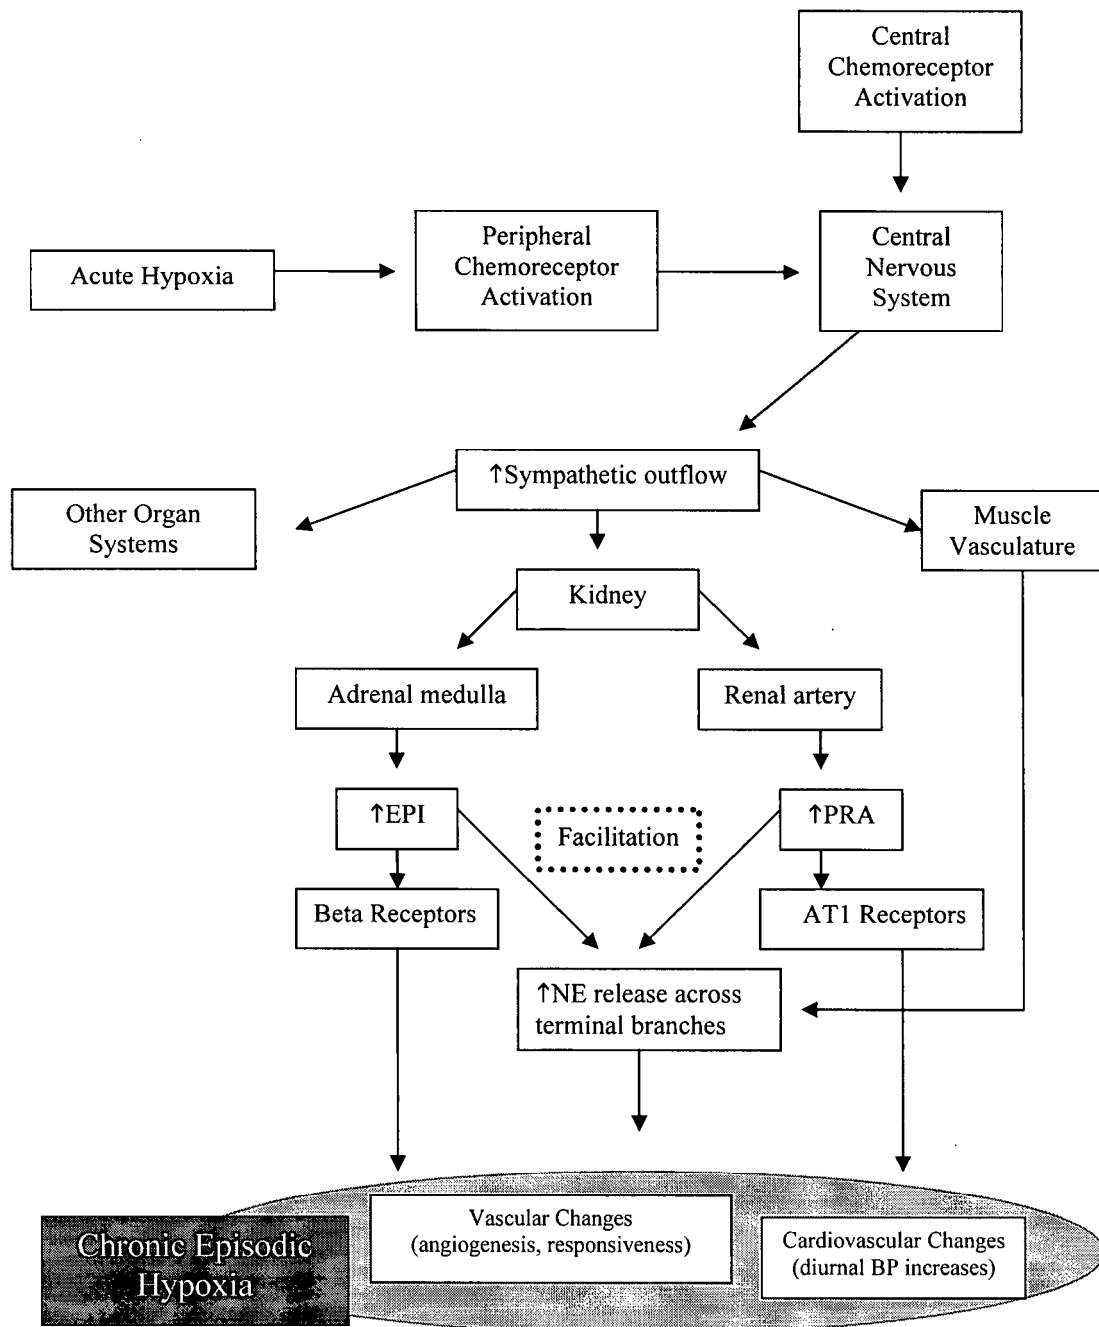 Central
Chemoreceptor
Activation
Acute Hypoxia
Peripheral
Chemoreceptor
Activation
Central
Nervous
System
↑Sympathetic outflow
Other Organ
Systems
Muscle
Vasculature
Kidney
Adrenal medulla
Renal artery
↑EPI
Facilitation
↑PRA
Beta Receptors
AT1 Receptors
↑NE release across
terminal branches
Chronic Episodic
Hypoxia
Vascular Changes
(angiogenesis, responsiveness)
Cardiovascular Changes
(diurnal BP increases)